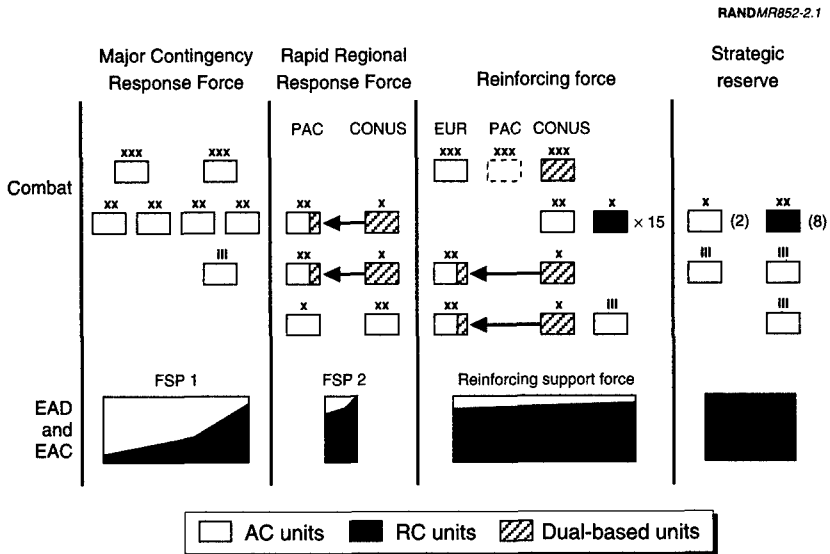 RANDMR852-2.1
Major Contingency
Response Force
Rapid Regional
Response Force
Reinforcing force
Strategic
reserve
PAC CONUS
EUR PAC CONUS
Combat
xxx xxx
xxx xxx xxx
xx xx xx xx
xx x
xx x × 15
x (2) xx (8)
III
xx x
xx x
III III
x xx
xx x III
III
FSP 1
FSP 2
Reinforcing support force
EAD
and
EAC
AC units RC units Dual-based units